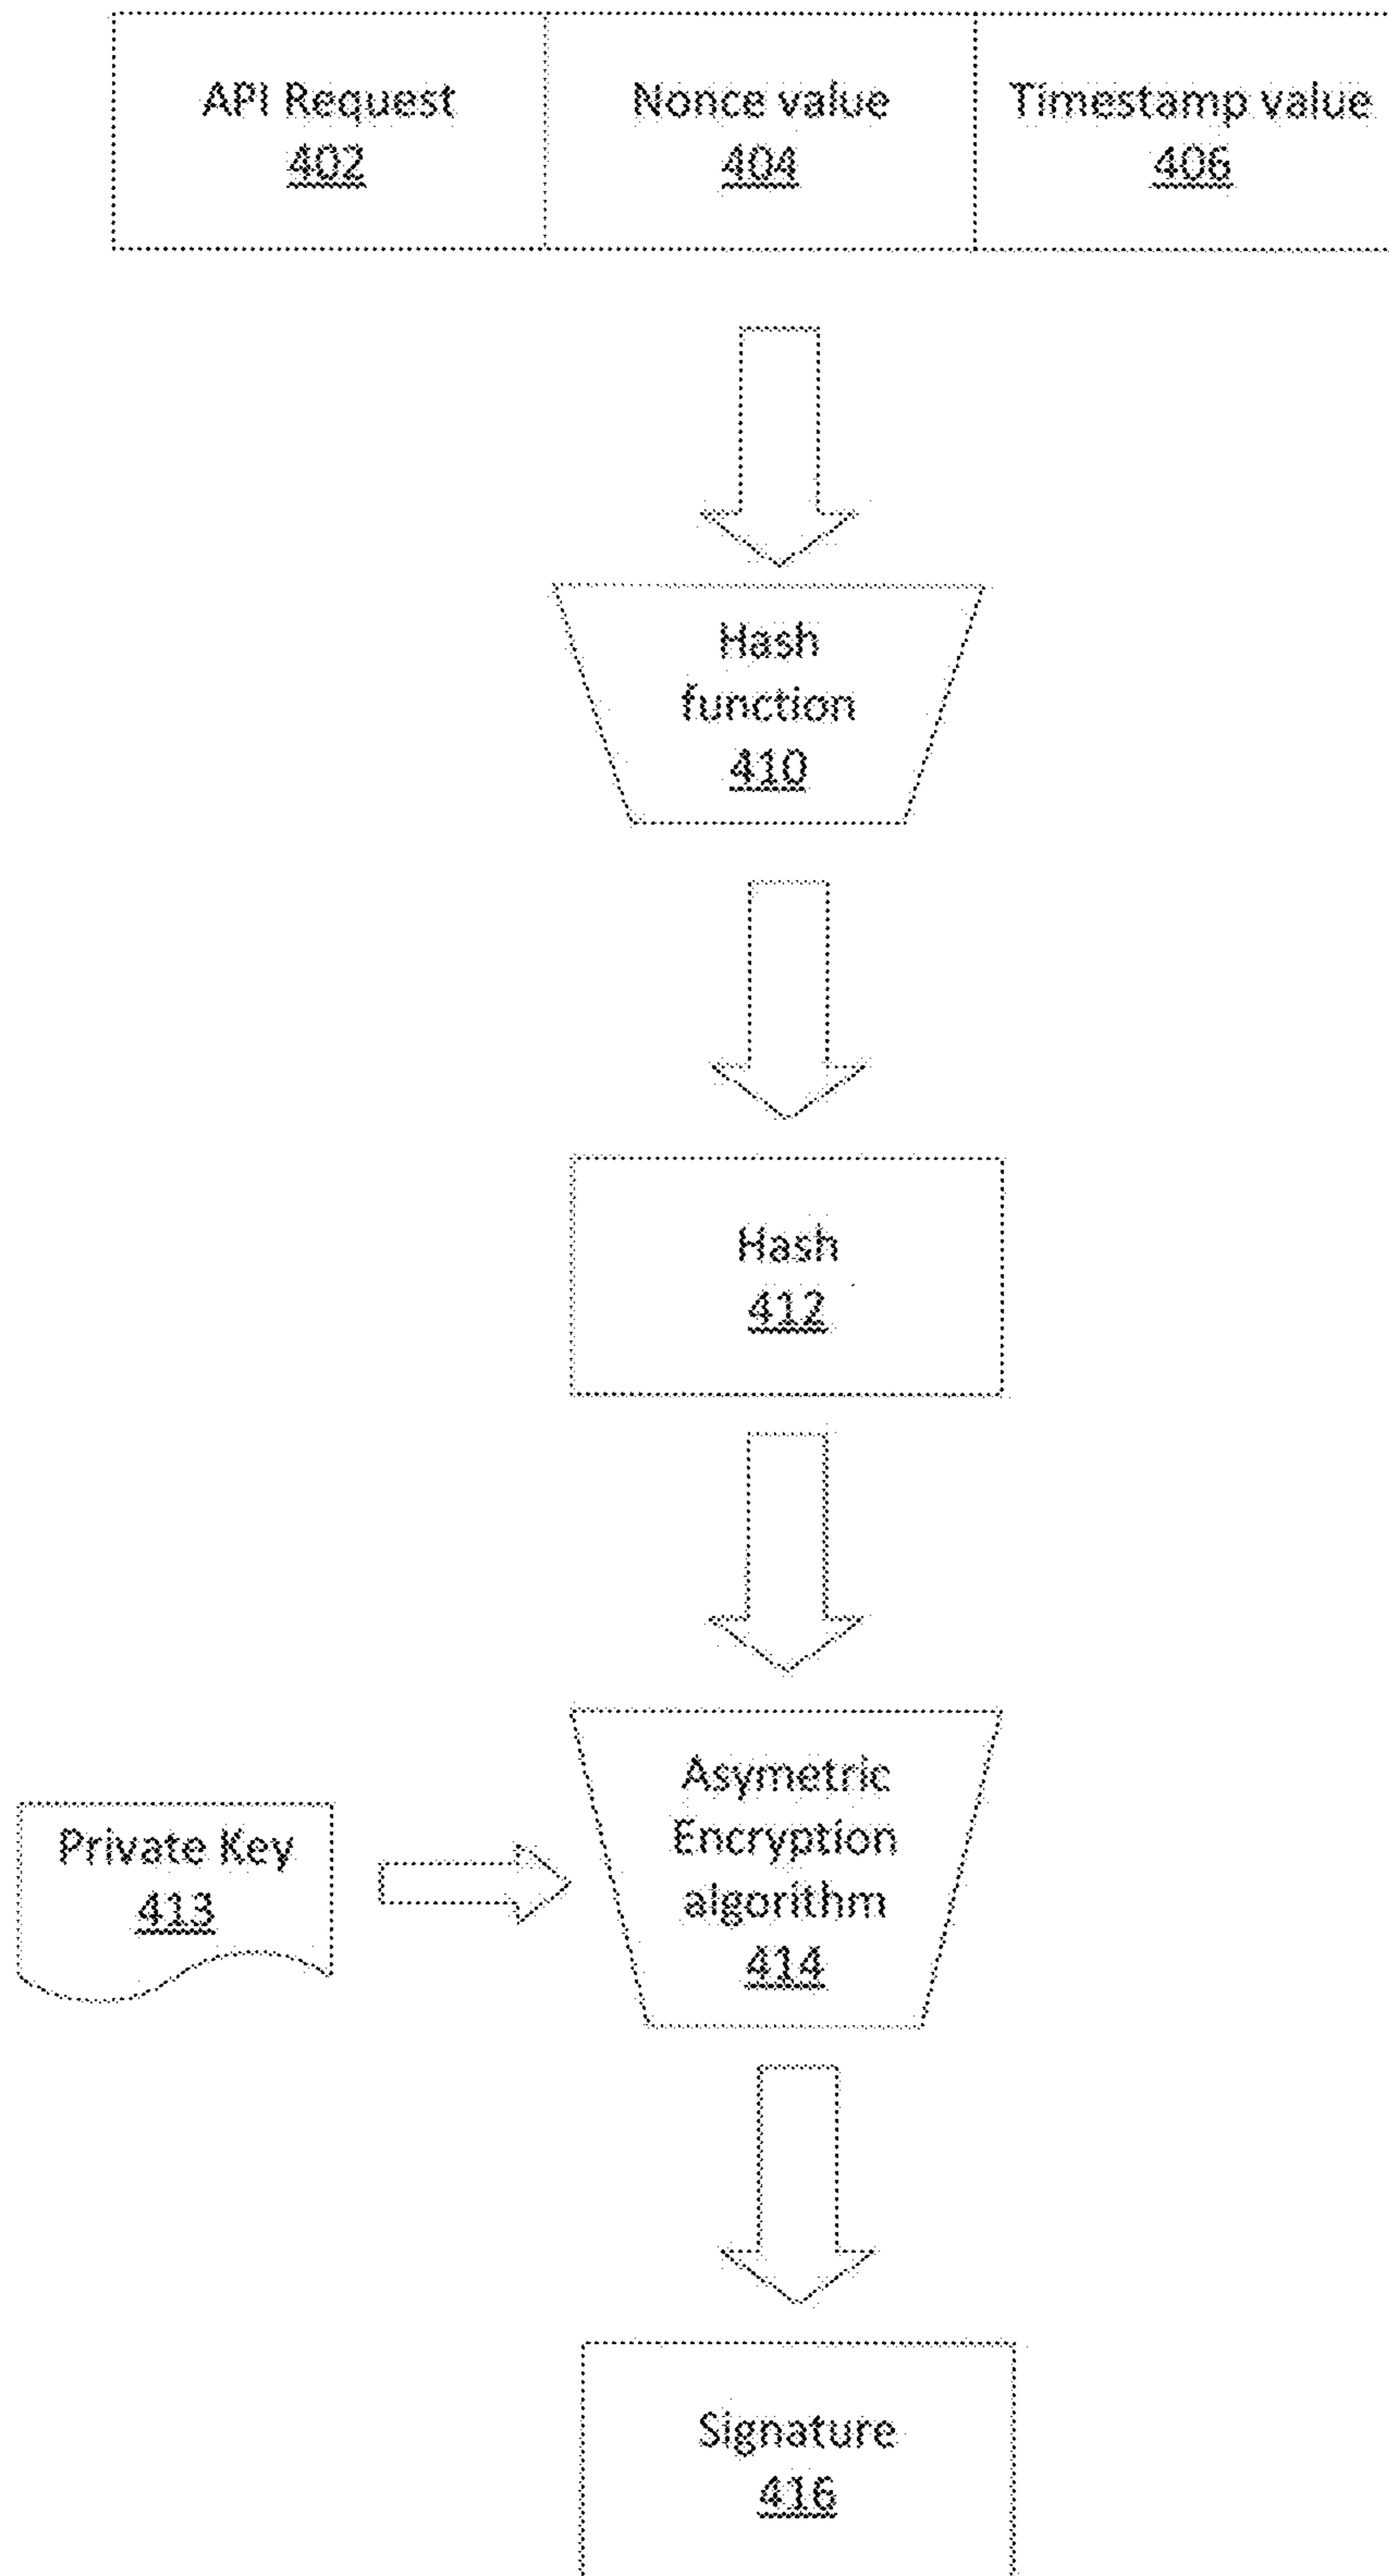 API Request
402
Nonce value
404
Timestamp value
406
Hash
function
410
Hash
412
Private Key
413
Asymetric
Encryption
algorithm
414
Signature
416